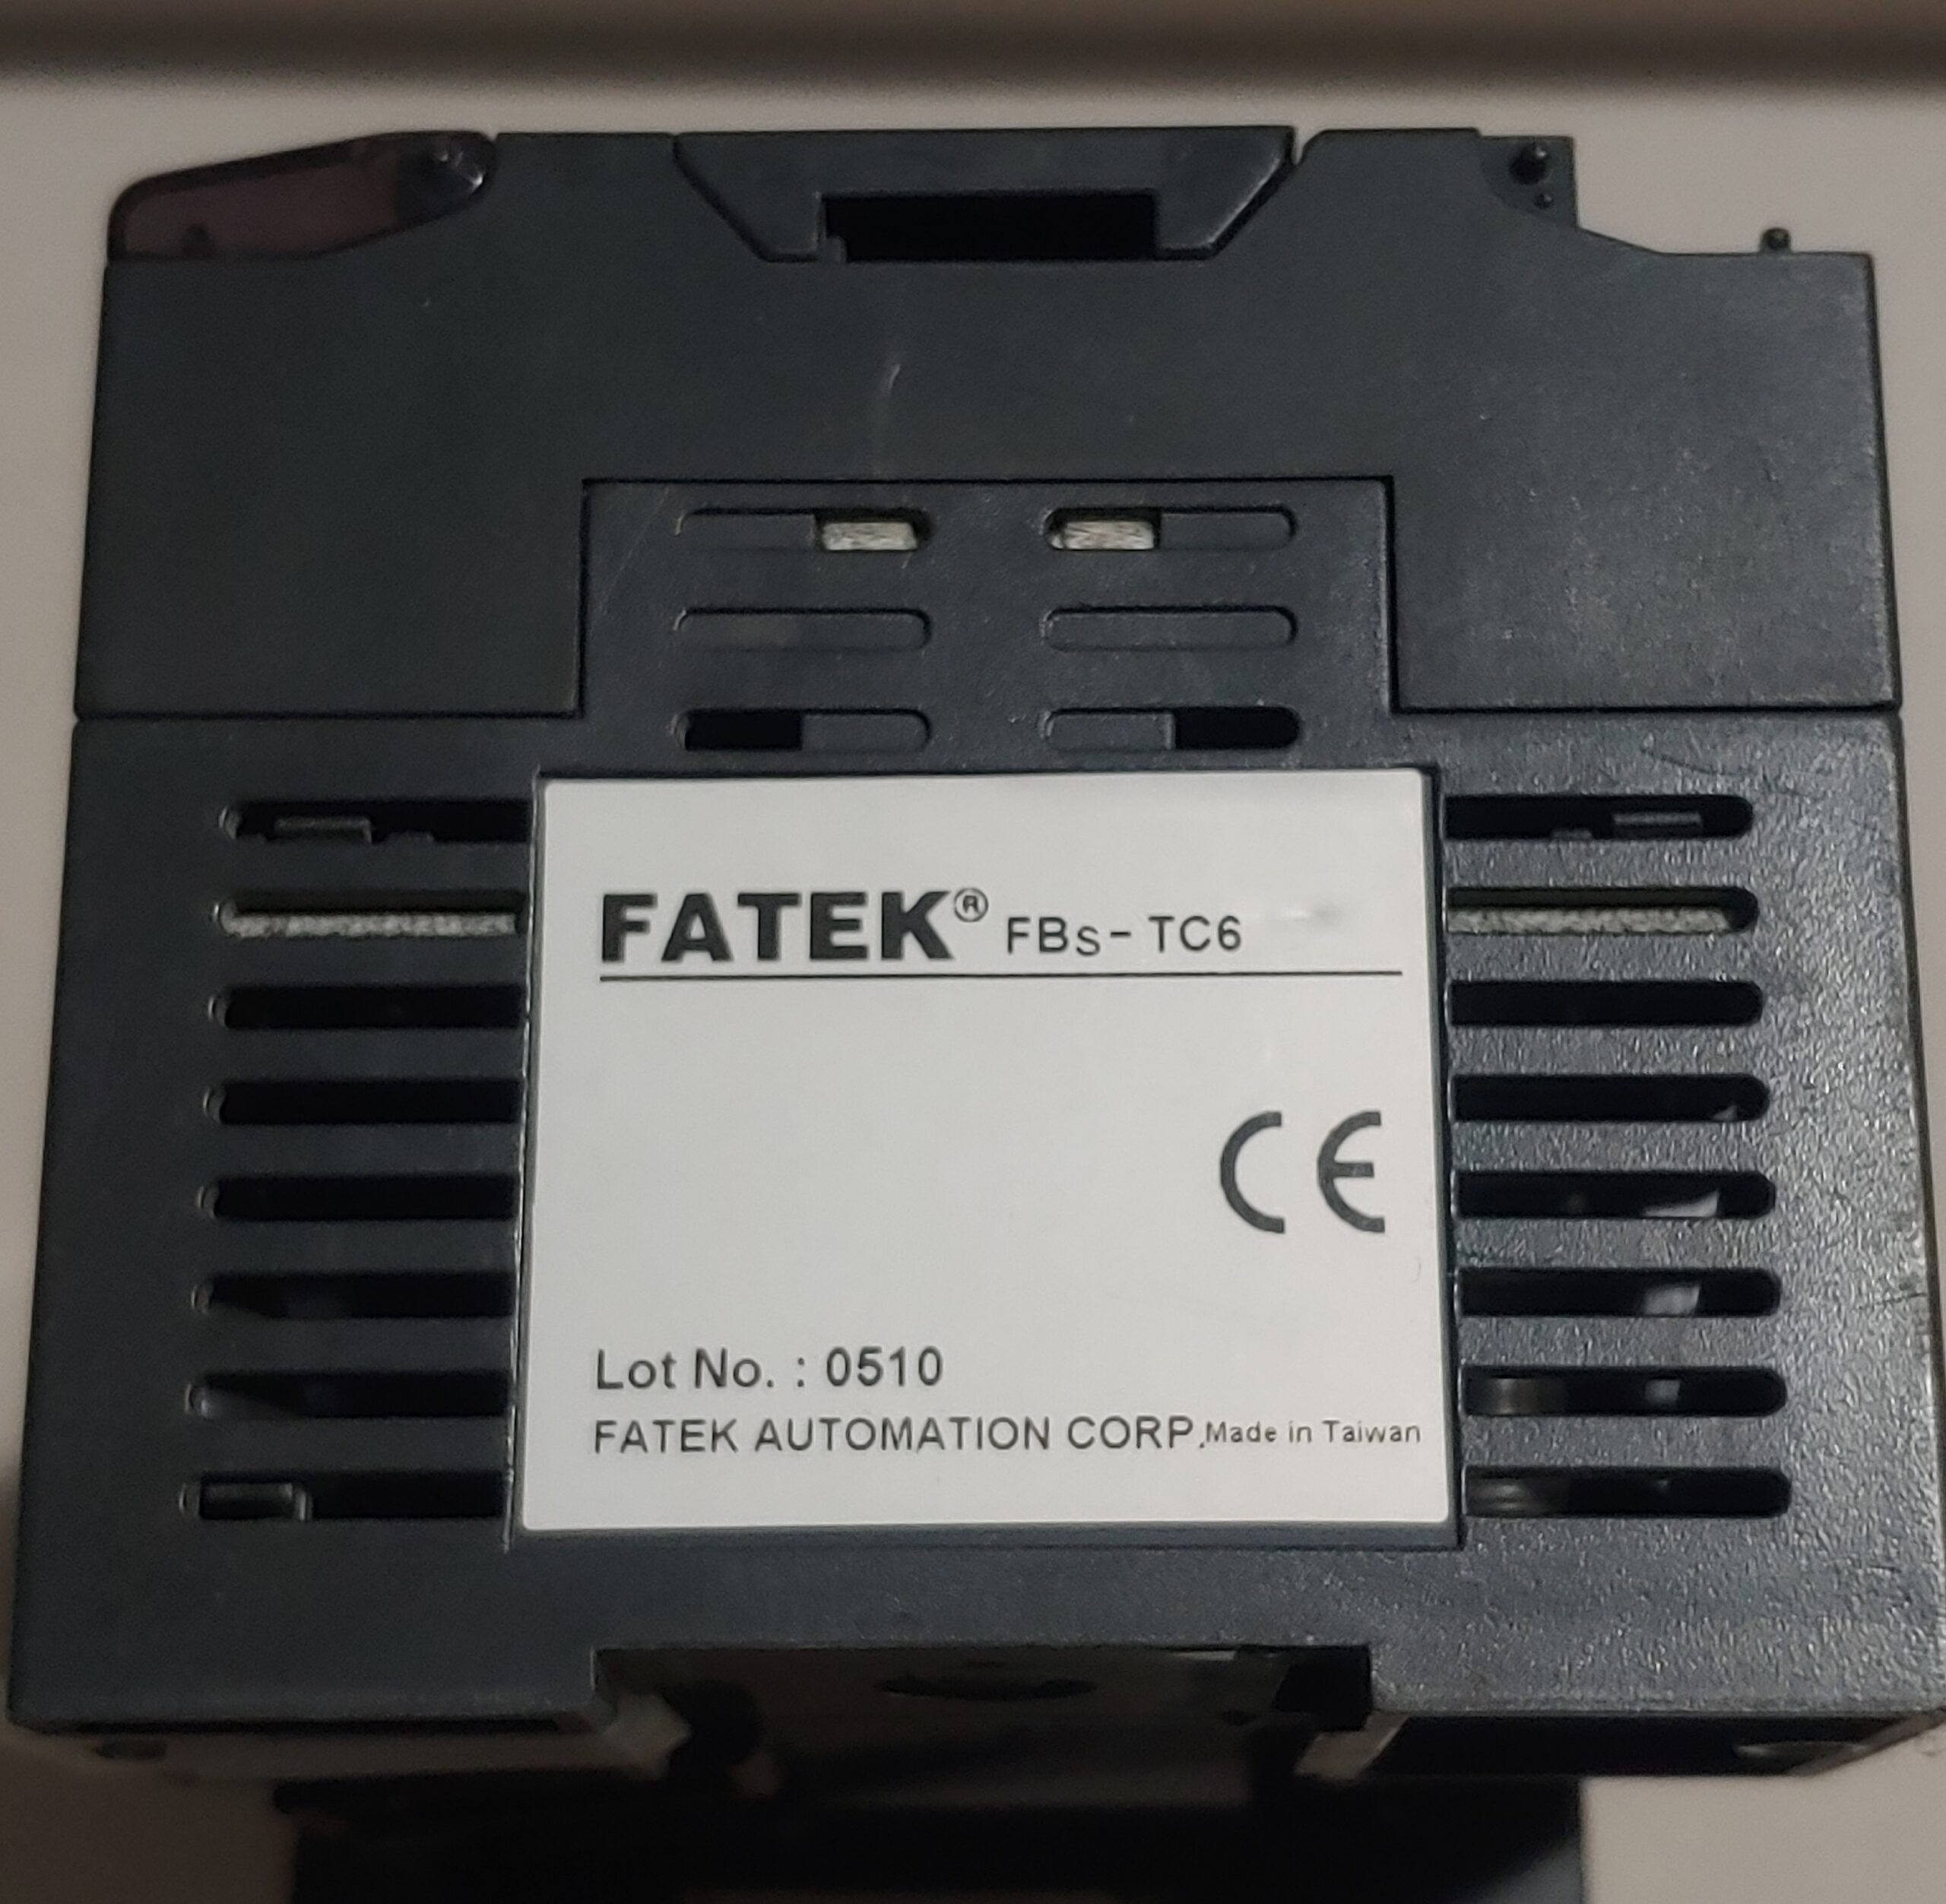 FATEK® FBs-TC6
CE
Lot No. : 0510
FATEK AUTOMATION CORP. Made in Taiwan